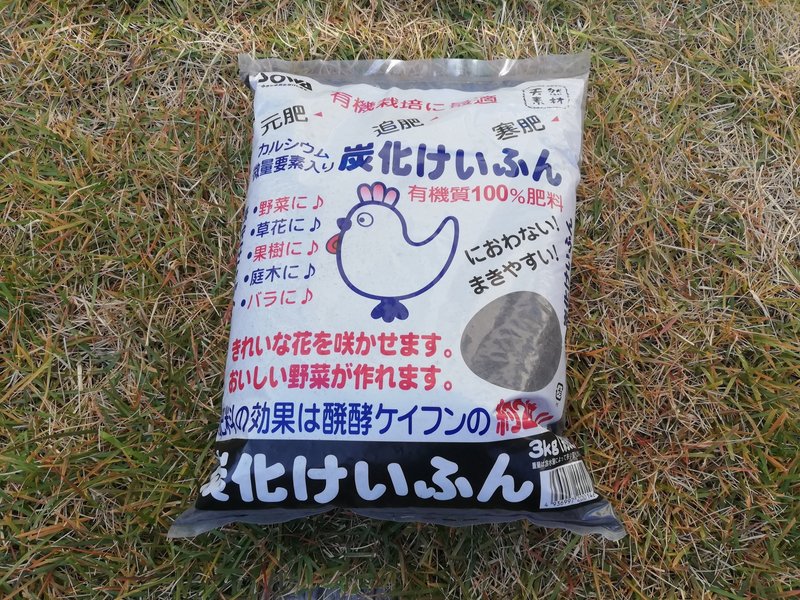 Join
有機栽培に最適
天然
素材
元肥
追肥
寒肥
カルシウム
微量要素入り
炭化けいふん
有機質100%肥料
・野菜に♪
・草花に♪
・果樹に♪
・庭木に♪
・バラに♪
におわない!
まきやすい!
きれいな花を咲かせます。
おいしい野菜が作れます。
の効果は醗酵ケイフンの
3kg
炭化けいふん